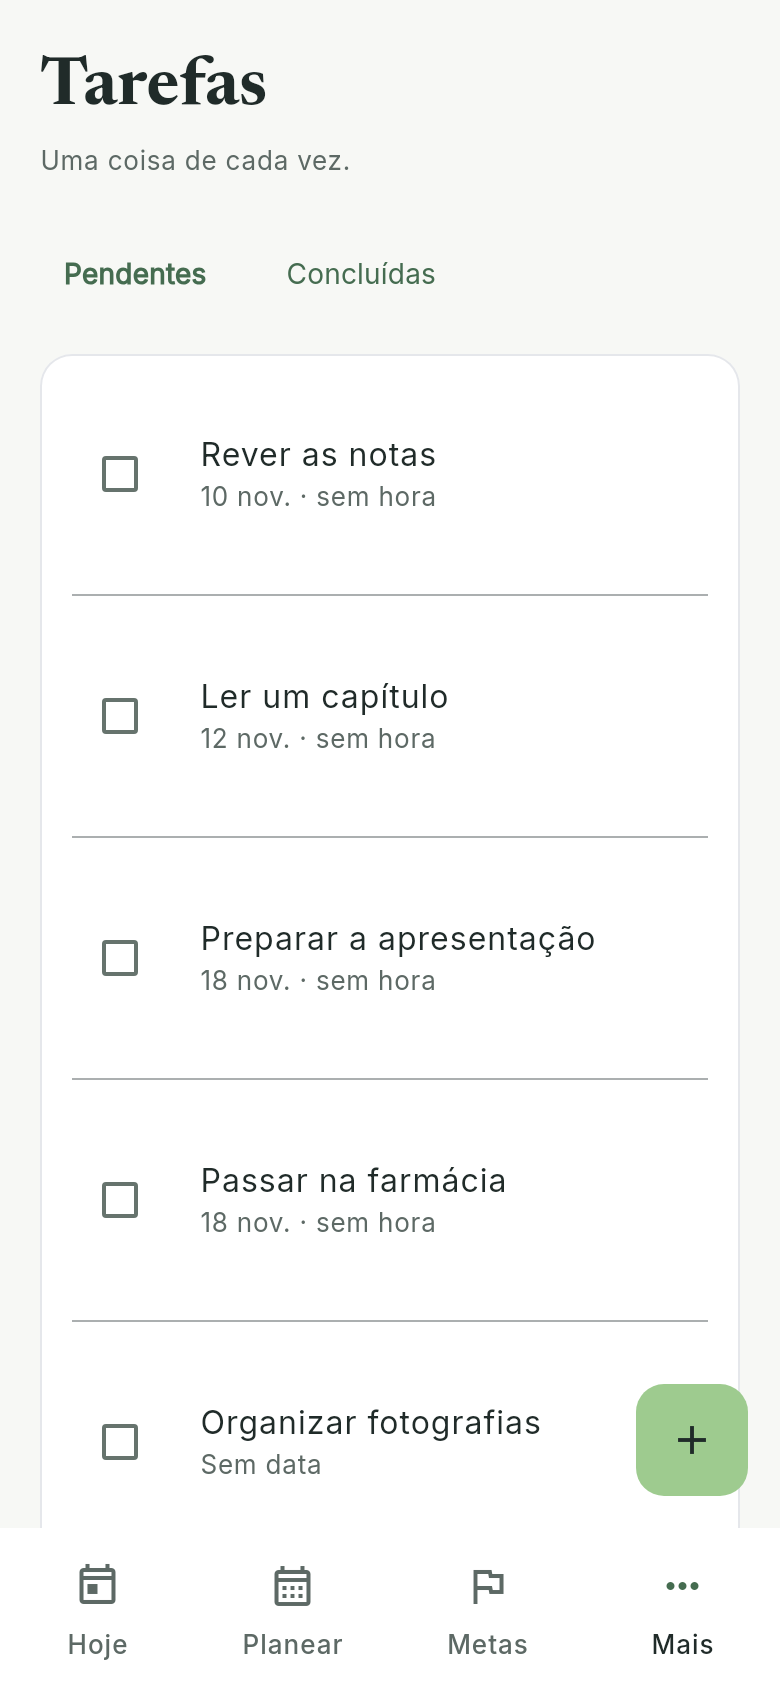 Tarefas
Uma coisa de cada vez.
Pendentes Concluídas
Rever as notas
10 nov. · sem hora
Ler um capítulo
12 nov. · sem hora
Preparar a apresentação
18 nov. · sem hora
Passar na farmácia
18 nov. · sem hora
Organizar fotografias
Sem data
Hoje Planear Metas Mais